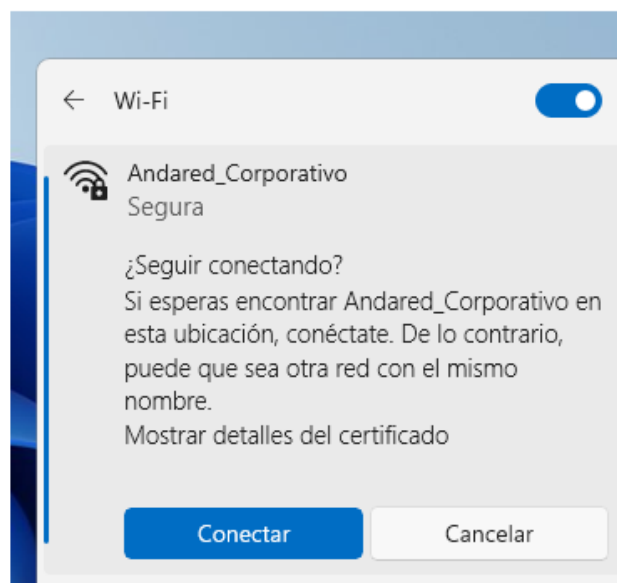 Wi-Fi
Andared_Corporativo
Segura
¿Seguir conectando?
Si esperas encontrar Andared_Corporativo en
esta ubicación, conéctate. De lo contrario,
puede que sea otra red con el mismo
nombre.
Mostrar detalles del certificado
Conectar
Cancelar